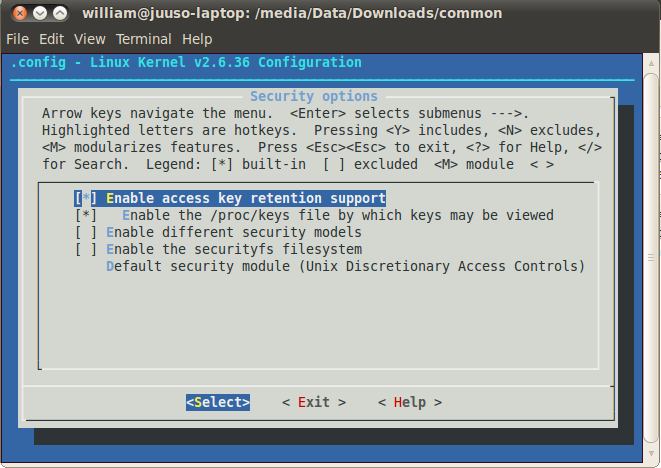 william@juuso-laptop: /media/Data/Downloads/common
File Edit View Terminal Help
.config - Linux Kernel v2.6.36 Configuration
Security options
Arrow keys navigate the menu.  <Enter> selects submenus --->.
Highlighted letters are hotkeys.  Pressing <Y> includes, <N> excludes,
<M> modularizes features.  Press <Esc><Esc> to exit, <?> for Help, </>
for Search.  Legend: [*] built-in  [ ] excluded  <M> module  < >
[*] Enable access key retention support
[*]   Enable the /proc/keys file by which keys may be viewed
[ ] Enable different security models
[ ] Enable the securityfs filesystem
Default security module (Unix Discretionary Access Controls)
<Select>    < Exit >    < Help >